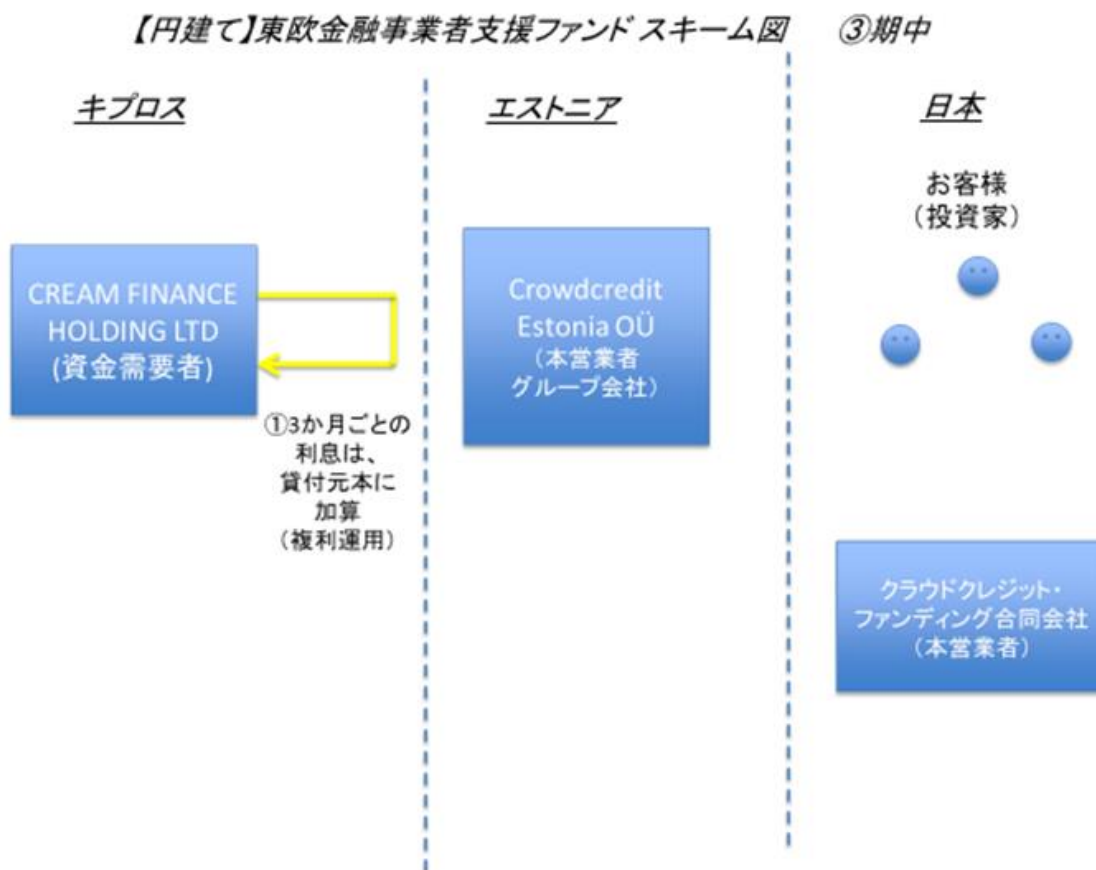 【円建て】東欧金融事業者支援ファンド スキーム図 ③期中
キプロス
エストニア
日本
お客様
（投資家）
CREAM FINANCE
HOLDING LTD
(資金需要者)
Crowdcredit
Estonia OÜ
（本営業者
グループ会社）
①3か月ごとの
利息は、
貸付元本に
加算
（複利運用）
クラウドクレジット・
ファンディング合同会社
（本営業者）